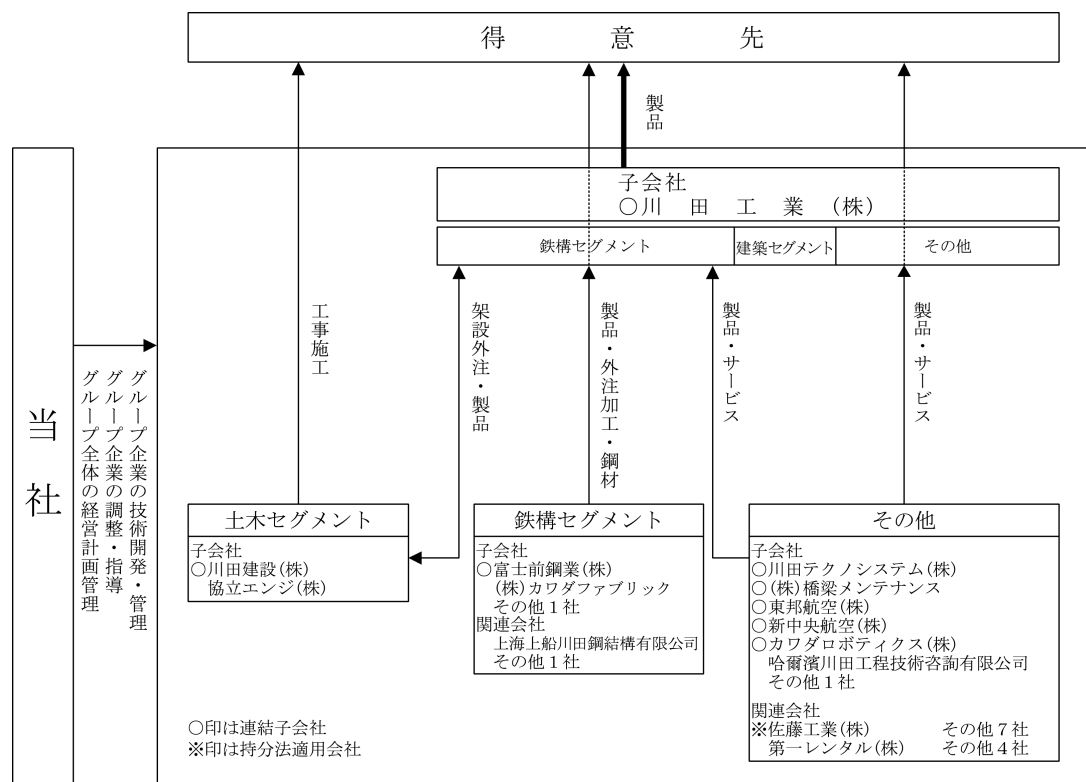 得意先
製品
子会社
○川田工業(株)
鉄構セグメント
建築セグメント
その他
工事施工
架設外注・製品
製品・外注加工・鋼材
製品・サービス
製品・サービス
当社
グループ企業の技術開発・管理
グループ企業の調整・指導
グループ全体の経営計画管理
土木セグメント
子会社
○川田建設(株)
協立エンジ(株)
鉄構セグメント
子会社
○富士前鋼業(株)
(株)カワダファブリック
その他1社
関連会社
上海上船川田鋼結構有限公司
その他1社
その他
子会社
○川田テクノシステム(株)
○(株)橋梁メンテナンス
○東邦航空(株)
○新中央航空(株)
○カワダロボティクス(株)
哈爾濱川田工程技術咨詢有限公司
その他1社
関連会社
※佐藤工業(株) その他7社
第一レンタル(株) その他4社
○印は連結子会社
※印は持分法適用会社